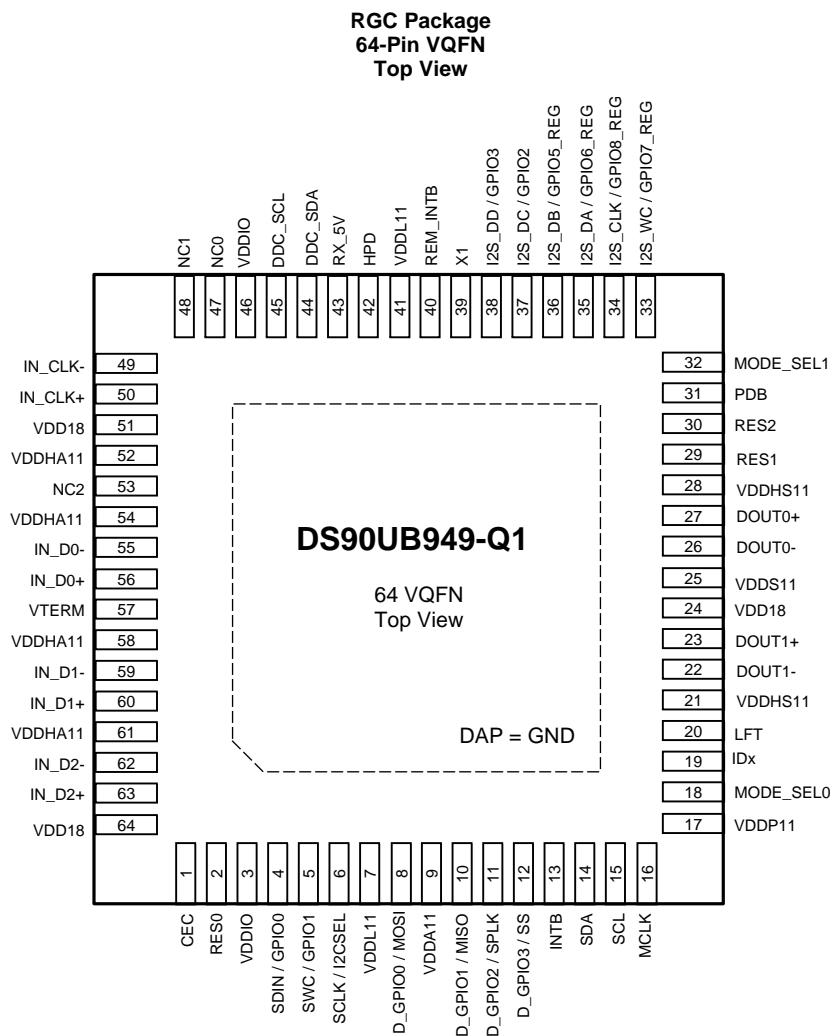 RGC Package
64-Pin VQFN
Top View
NC1
NC0
VDDIO
DDC_SCL
DDC_SDA
RX_5V
HPD
VDDL11
REM_INTB
X1
I2S_DD / GPIO3
I2S_DC / GPIO2
I2S_DB / GPIO5_REG
I2S_DA / GPIO6_REG
I2S_CLK / GPIO8_REG
I2S_WC / GPIO7_REG
48 47 46 45 44 43 42 41 40 39 38 37 36 35 34 33
IN_CLK- 49
IN_CLK+ 50
VDD18 51
VDDHA11 52
NC2 53
VDDHA11 54
IN_D0- 55
IN_D0+ 56
VTERM 57
VDDHA11 58
IN_D1- 59
IN_D1+ 60
VDDHA11 61
IN_D2- 62
IN_D2+ 63
VDD18 64
DS90UB949-Q1
64 VQFN
Top View
DAP = GND
32 MODE_SEL1
31 PDB
30 RES2
29 RES1
28 VDDHS11
27 DOUT0+
26 DOUT0-
25 VDDS11
24 VDD18
23 DOUT1+
22 DOUT1-
21 VDDHS11
20 LFT
19 IDx
18 MODE_SEL0
17 VDDP11
1 2 3 4 5 6 7 8 9 10 11 12 13 14 15 16
CEC
RES0
VDDIO
SDIN / GPIO0
SWC / GPIO1
SCLK / I2CSEL
VDDL11
D_GPIO0 / MOSI
VDDA11
D_GPIO1 / MISO
D_GPIO2 / SPLK
D_GPIO3 / SS
INTB
SDA
SCL
MCLK